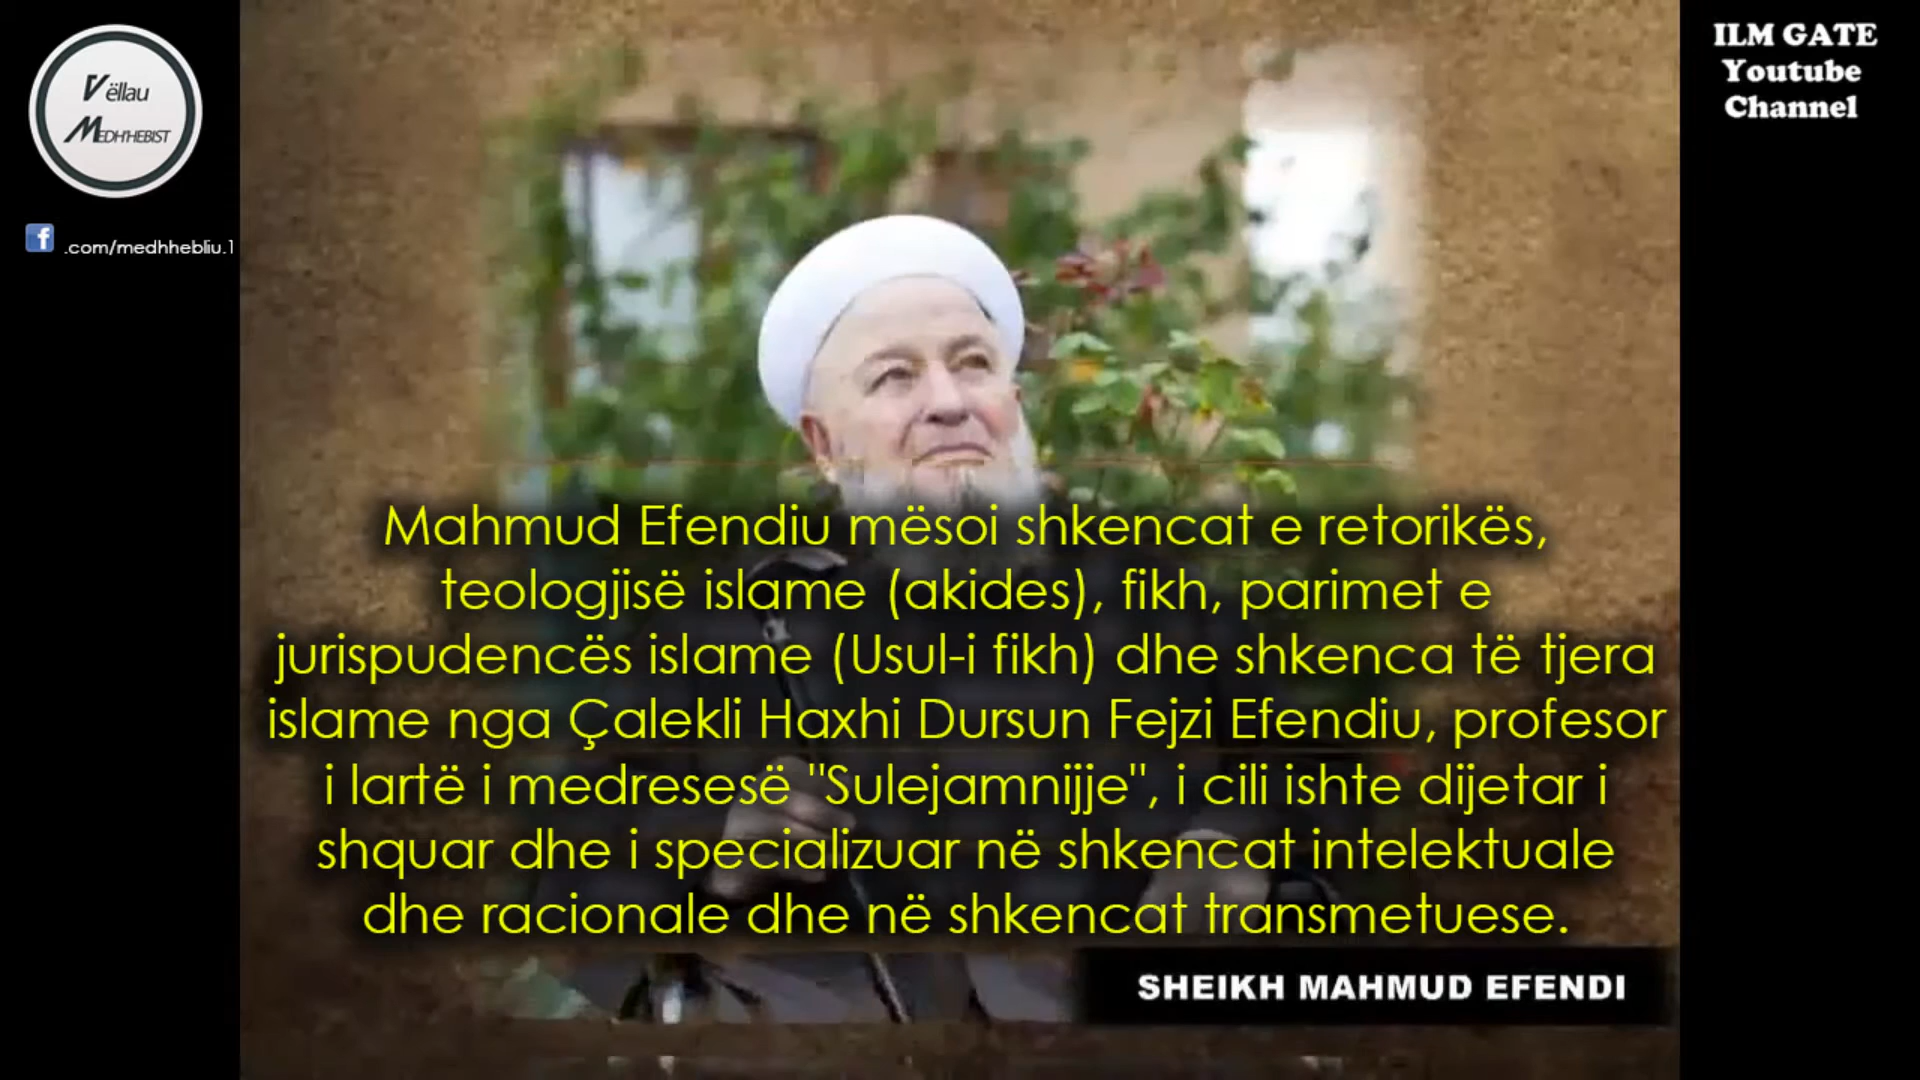 Vëllau
MEDH'HEBIST
.com/medhhebliu.1
ILM GATE
Youtube
Channel
Mahmud Efendiu mësoi shkencat e retorikës,
teologjisë islame (akides), fikh, parimet e
jurispudencës islame (Usul-i fikh) dhe shkenca të tjera
islame nga Çalekli Haxhi Dursun Fejzi Efendiu, profesor
i lartë i medresesë "Sulejamnijje", i cili ishte dijetar i
shquar dhe i specializuar në shkencat intelektuale
dhe racionale dhe në shkencat transmetuese.
SHEIKH MAHMUD EFENDI